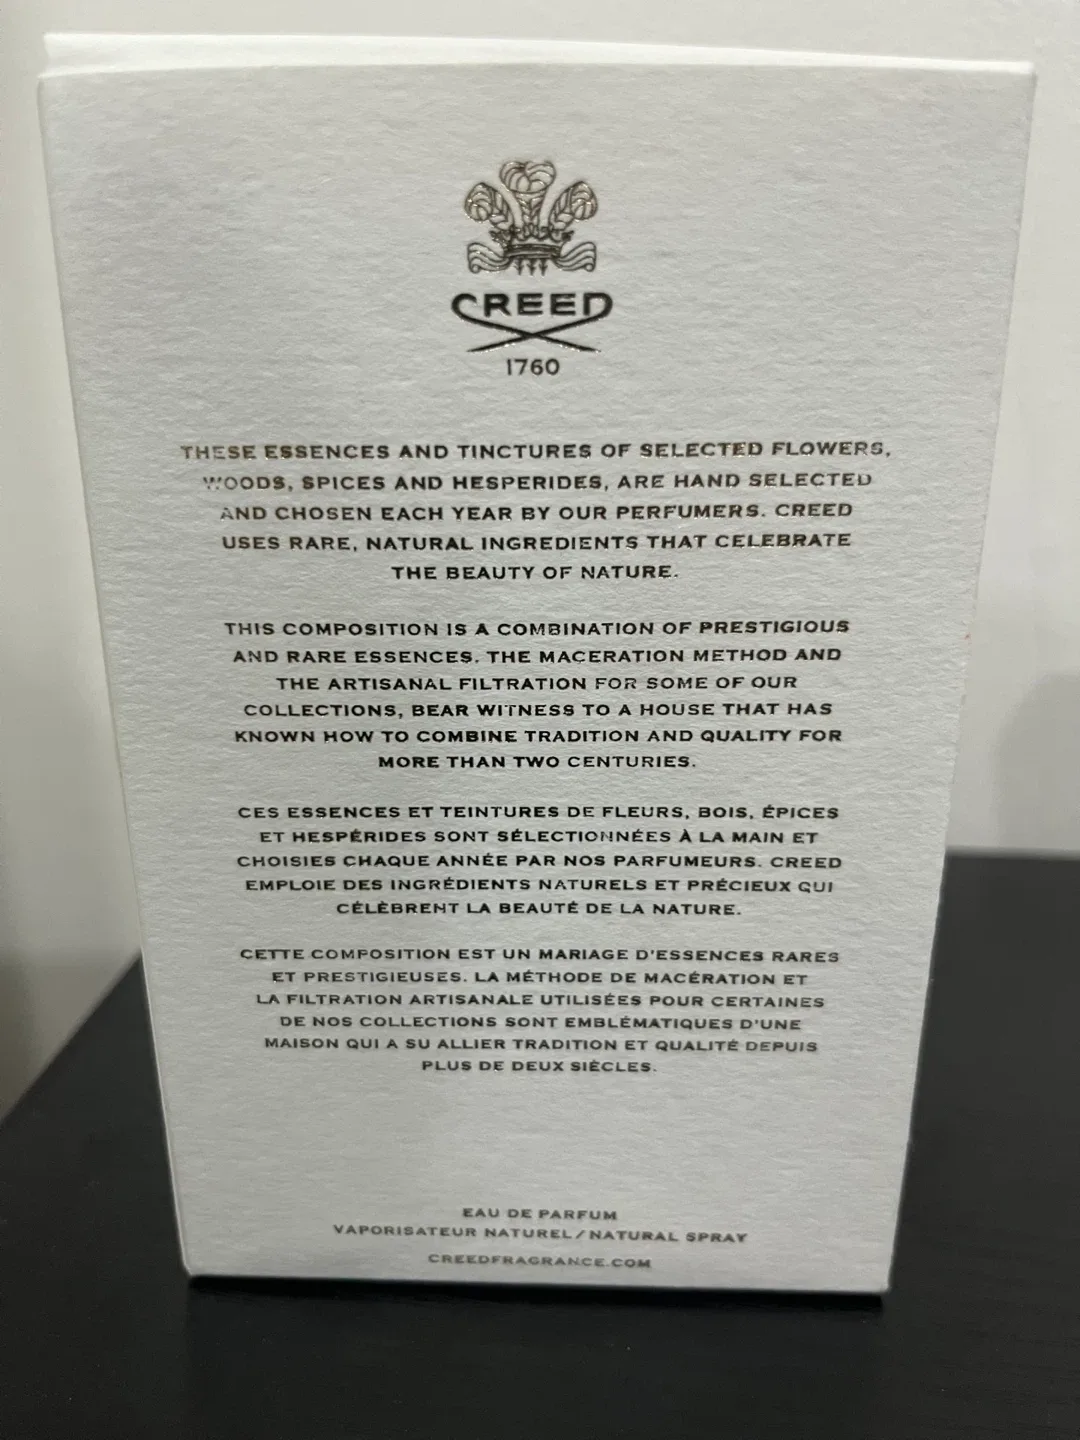 CREED
1760
THESE ESSENCES AND TINCTURES OF SELECTED FLOWERS,
WOODS, SPICES AND HESPERIDES, ARE HAND SELECTED
AND CHOSEN EACH YEAR BY OUR PERFUMERS. CREED
USES RARE, NATURAL INGREDIENTS THAT CELEBRATE
THE BEAUTY OF NATURE.
THIS COMPOSITION IS A COMBINATION OF PRESTIGIOUS
AND RARE ESSENCES. THE MACERATION METHOD AND
THE ARTISANAL FILTRATION FOR SOME OF OUR
COLLECTIONS, BEAR WITNESS TO A HOUSE THAT HAS
KNOWN HOW TO COMBINE TRADITION AND QUALITY FOR
MORE THAN TWO CENTURIES.
CES ESSENCES ET TEINTURES DE FLEURS, BOIS, ÉPICES
ET HESPÉRIDES SONT SÉLECTIONNÉES À LA MAIN ET
CHOISIES CHAQUE ANNÉE PAR NOS PARFUMEURS. CREED
EMPLOIE DES INGRÉDIENTS NATURELS ET PRÉCIEUX QUI
CÉLÈBRENT LA BEAUTÉ DE LA NATURE.
CETTE COMPOSITION EST UN MARIAGE D'ESSENCES RARES
ET PRESTIGIEUSES. LA MÉTHODE DE MACÉRATION ET
LA FILTRATION ARTISANALE UTILISÉES POUR CERTAINES
DE NOS COLLECTIONS SONT EMBLÉMATIQUES D'UNE
MAISON QUI A SU ALLIER TRADITION ET QUALITÉ DEPUIS
PLUS DE DEUX SIÈCLES.
EAU DE PARFUM
VAPORISATEUR NATUREL/NATURAL SPRAY
CREEDFRAGRANCE.COM